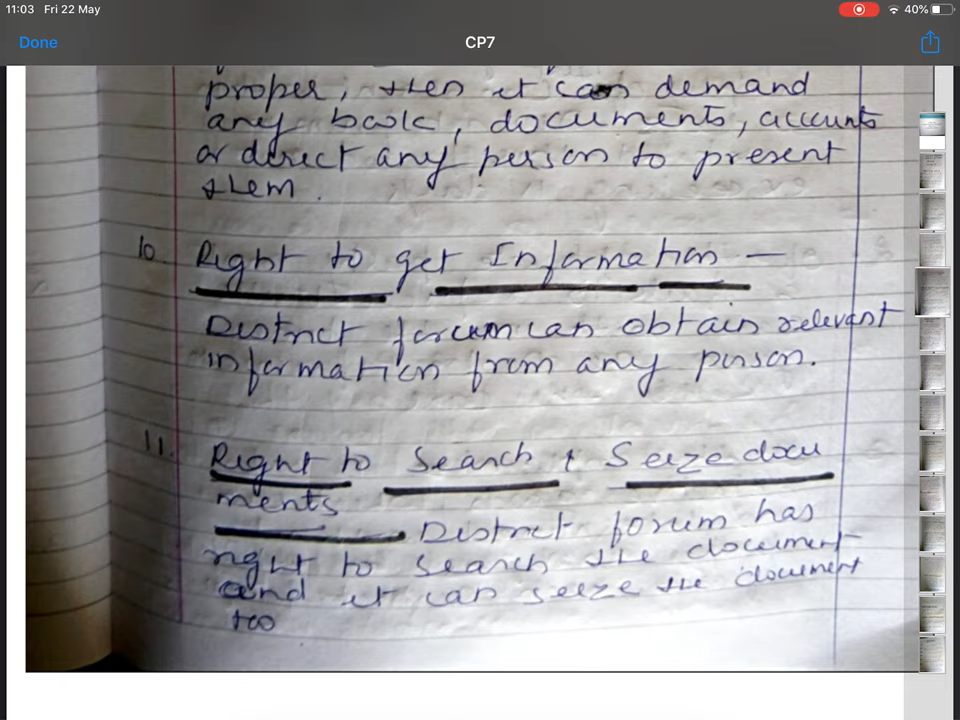 11:03 Fri 22 May
40%
Done
CP7
proper, then it can demand
any book, documents, accounts
or direct any person to present
them.
10. Right to get Information —
District forum can obtain relevant
information from any person.
11. Right to Search & Seize docu
ments
District forum has
right to search the document
and it can seize the document
too